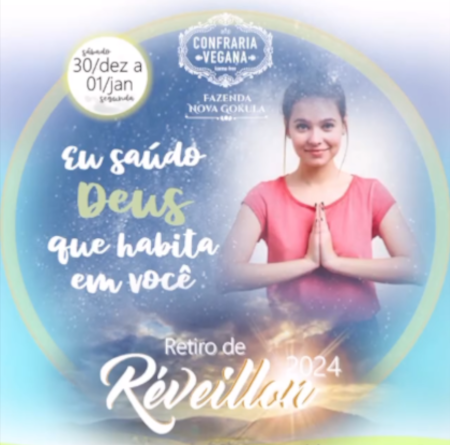 sábado
30/dez a
01/jan
segunda
CONFRARIA
VEGANA
FAZENDA
NOVA GOKULA
Eu saúdo
Deus
que habita
em você
Retiro de
Réveillon 2024